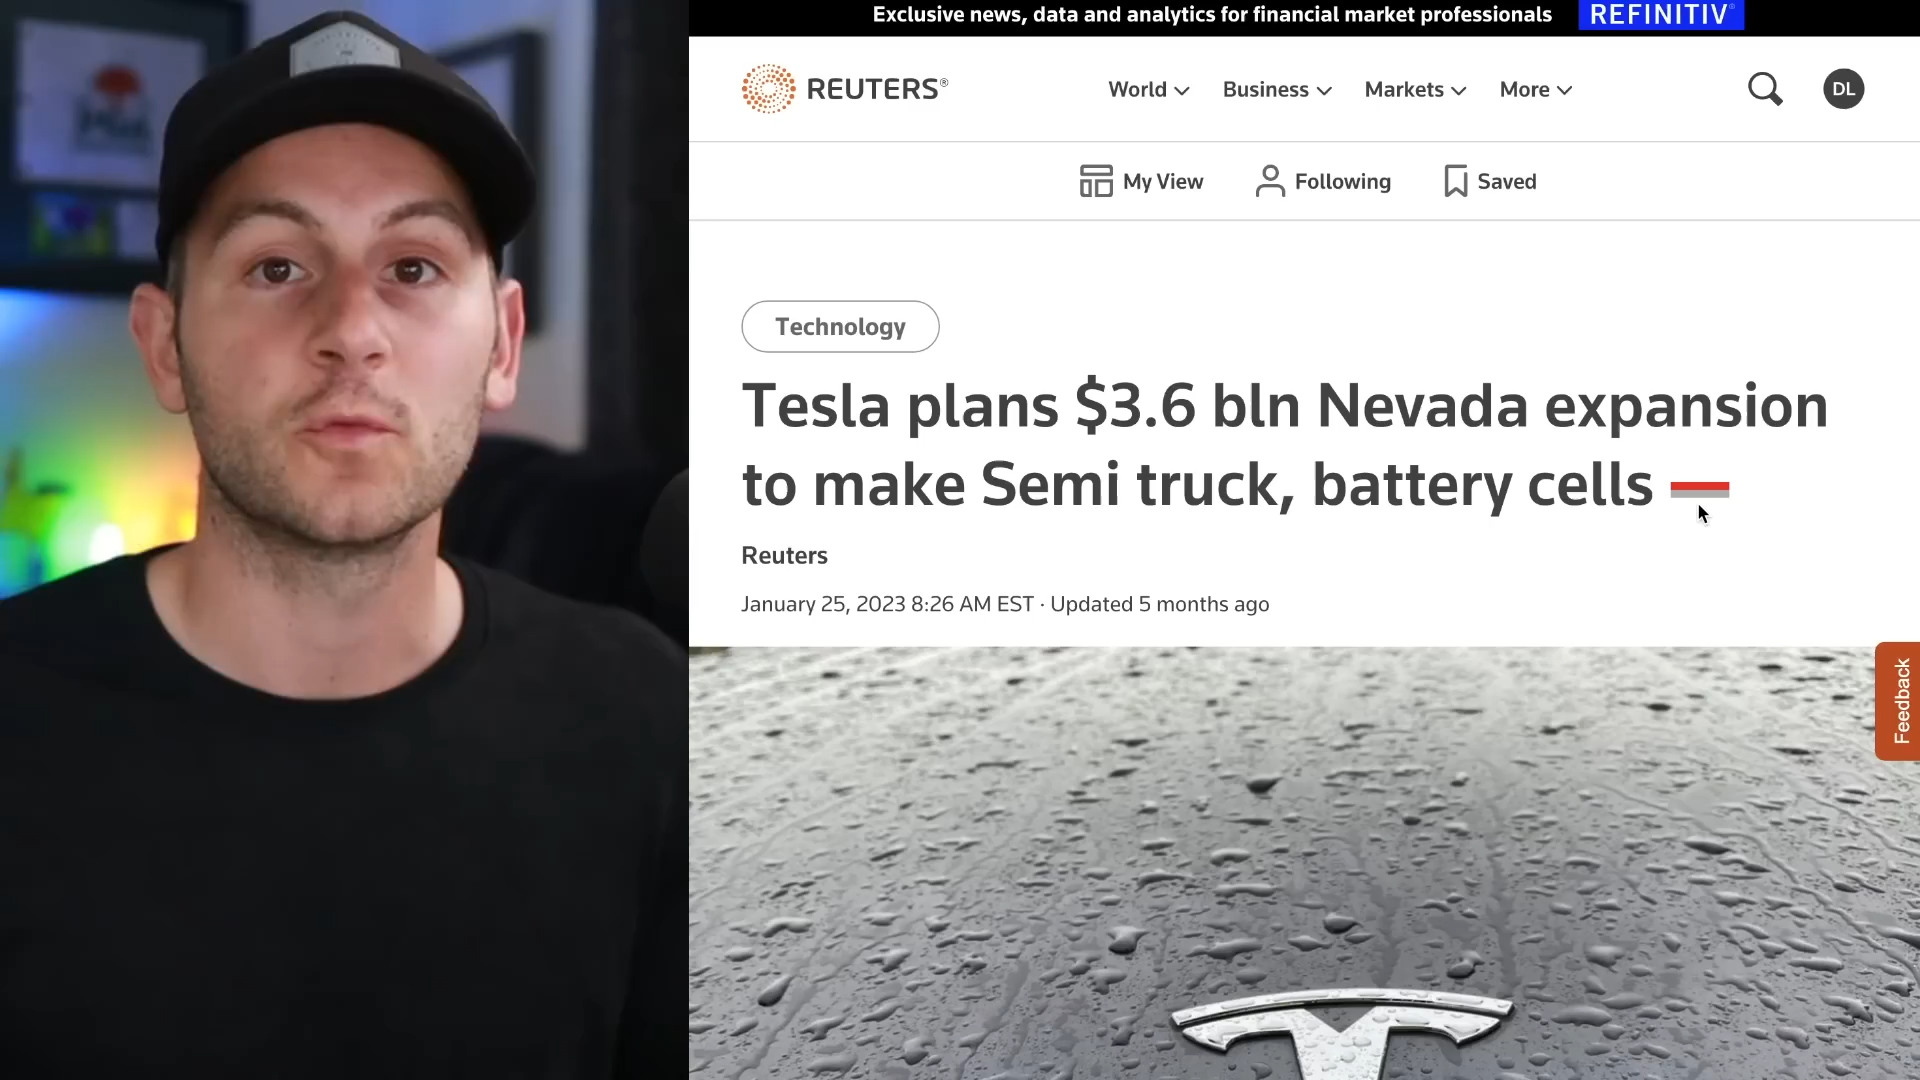 Exclusive news, data and analytics for financial market professionals REFINITIV®
REUTERS® World Business Markets More DL
My View Following Saved
Technology
Tesla plans $3.6 bln Nevada expansion
to make Semi truck, battery cells
Reuters
January 25, 2023 8:26 AM EST · Updated 5 months ago
Feedback